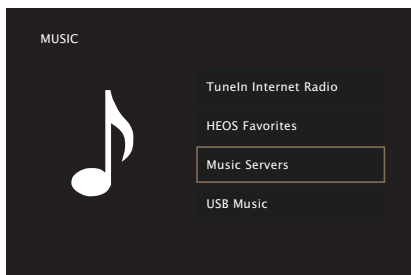 MUSIC
TuneIn Internet Radio
HEOS Favorites
Music Servers
USB Music